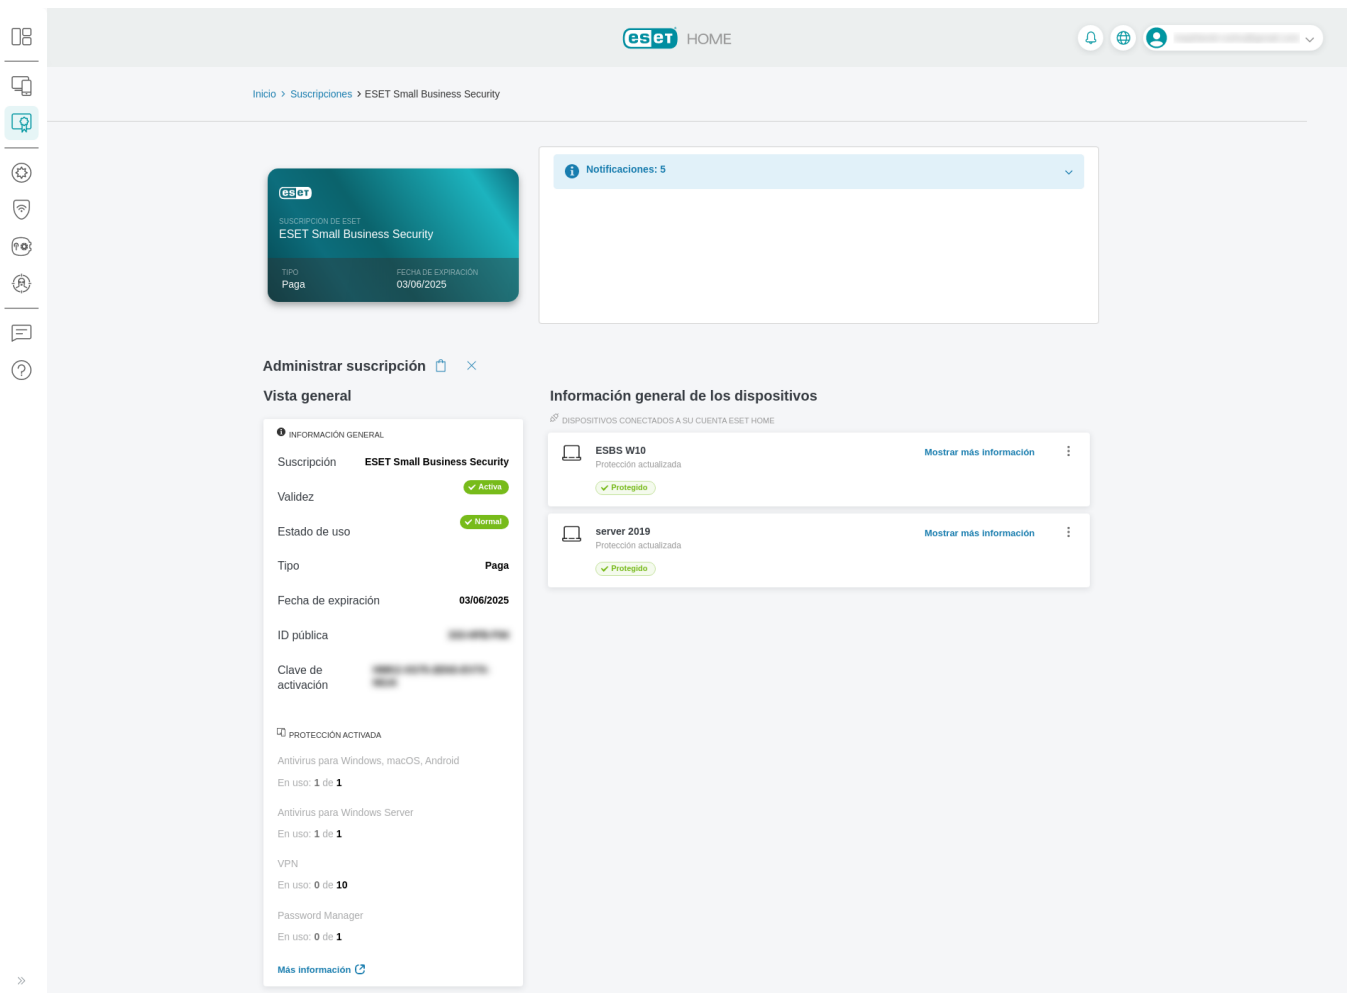 eset HOME
Inicio > Suscripciones > ESET Small Business Security
eset
SUSCRIPCIÓN DE ESET
ESET Small Business Security
TIPO
Paga
FECHA DE EXPIRACIÓN
03/06/2025
Notificaciones: 5
Administrar suscripción
Vista general
INFORMACIÓN GENERAL
Suscripción ESET Small Business Security
Validez Activa
Estado de uso Normal
Tipo Paga
Fecha de expiración 03/06/2025
ID pública
Clave de
activación
PROTECCIÓN ACTIVADA
Antivirus para Windows, macOS, Android
En uso: 1 de 1
Antivirus para Windows Server
En uso: 1 de 1
VPN
En uso: 0 de 10
Password Manager
En uso: 0 de 1
Más información
Información general de los dispositivos
DISPOSITIVOS CONECTADOS A SU CUENTA ESET HOME
ESBS W10
Protección actualizada
Protegido
Mostrar más información
server 2019
Protección actualizada
Protegido
Mostrar más información